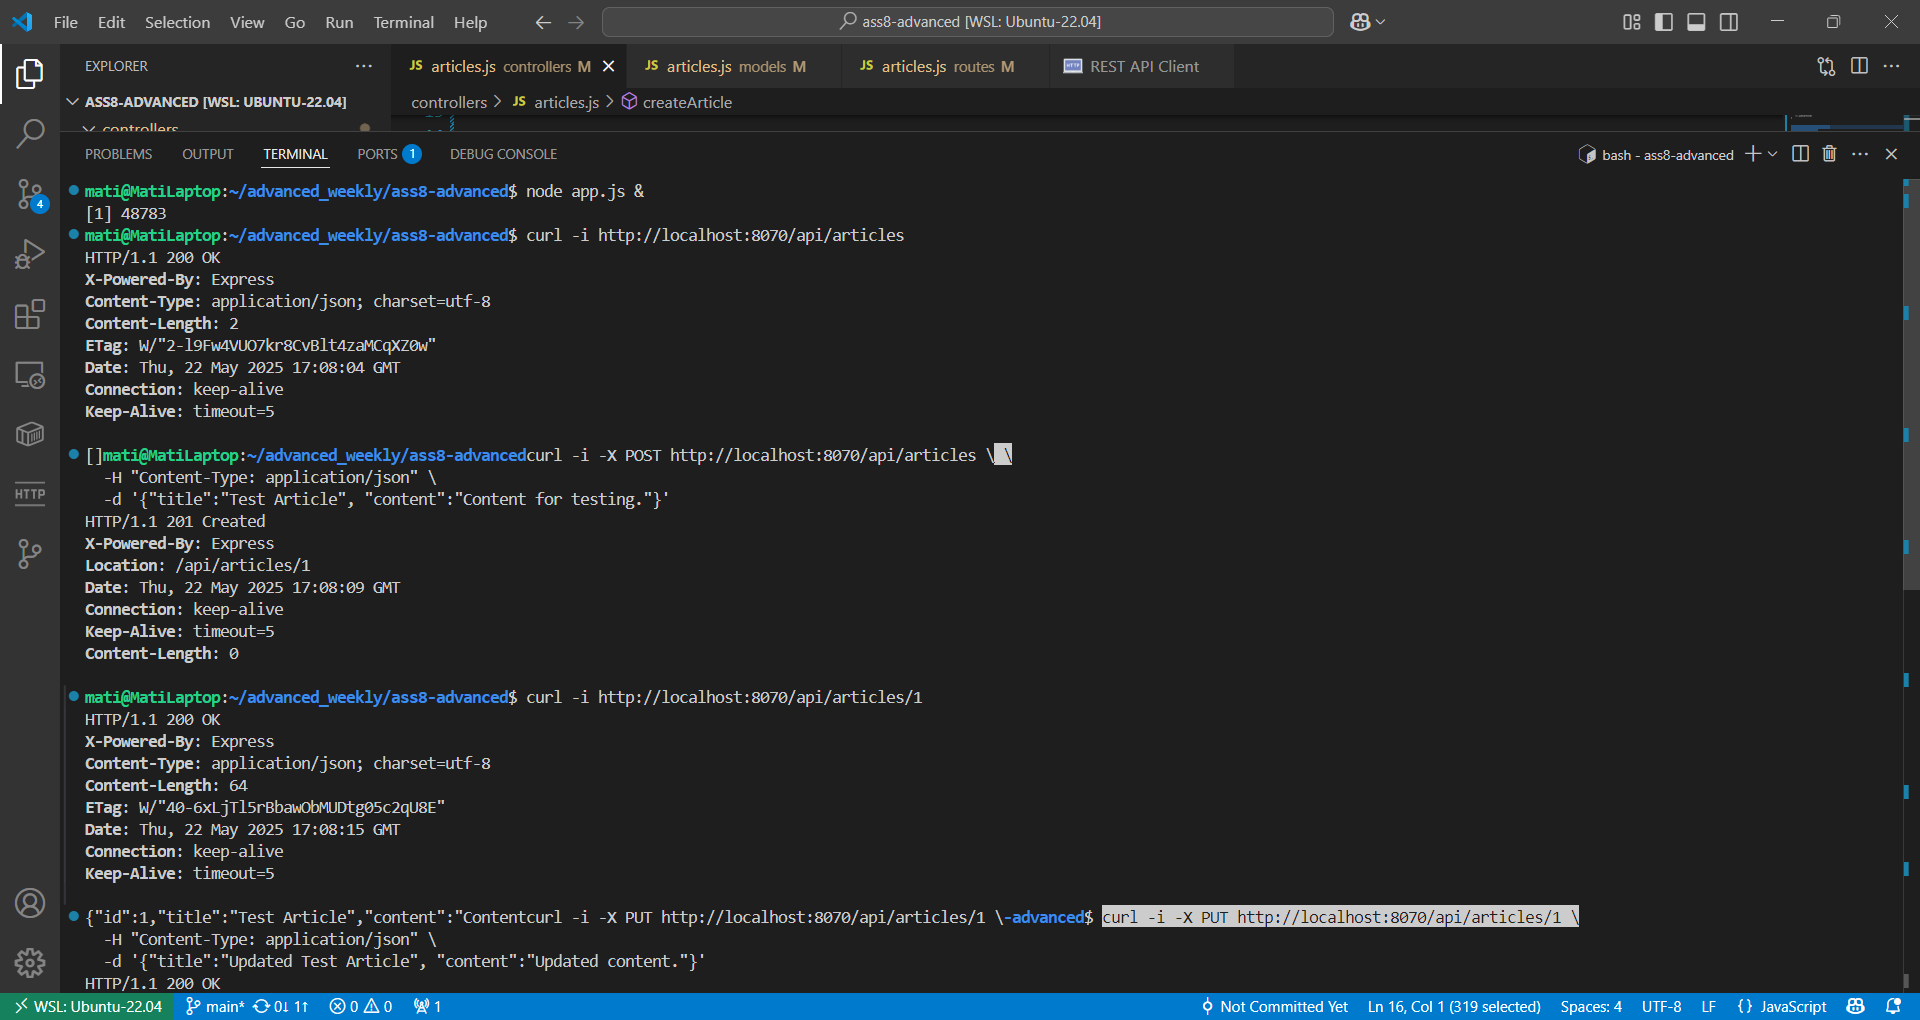 File Edit Selection View Go Run Terminal Help
ass8-advanced [WSL: Ubuntu-22.04]
EXPLORER
JS articles.js controllers M
JS articles.js models M
JS articles.js routes M
HTTP REST API Client
ASS8-ADVANCED [WSL: UBUNTU-22.04]
controllers > JS articles.js > createArticle
controllers
PROBLEMS OUTPUT TERMINAL PORTS 1 DEBUG CONSOLE
bash - ass8-advanced
mati@MatiLaptop:~/advanced_weekly/ass8-advanced$ node app.js &
[1] 48783
mati@MatiLaptop:~/advanced_weekly/ass8-advanced$ curl -i http://localhost:8070/api/articles
HTTP/1.1 200 OK
X-Powered-By: Express
Content-Type: application/json; charset=utf-8
Content-Length: 2
ETag: W/"2-l9Fw4VUO7kr8CvBlt4zaMCqXZ0w"
Date: Thu, 22 May 2025 17:08:04 GMT
Connection: keep-alive
Keep-Alive: timeout=5
[]mati@MatiLaptop:~/advanced_weekly/ass8-advancedcurl -i -X POST http://localhost:8070/api/articles \ \
-H "Content-Type: application/json" \
-d '{"title":"Test Article", "content":"Content for testing."}'
HTTP/1.1 201 Created
X-Powered-By: Express
Location: /api/articles/1
Date: Thu, 22 May 2025 17:08:09 GMT
Connection: keep-alive
Keep-Alive: timeout=5
Content-Length: 0
mati@MatiLaptop:~/advanced_weekly/ass8-advanced$ curl -i http://localhost:8070/api/articles/1
HTTP/1.1 200 OK
X-Powered-By: Express
Content-Type: application/json; charset=utf-8
Content-Length: 64
ETag: W/"40-6xLjTl5rBbawObMUDtg05c2qU8E"
Date: Thu, 22 May 2025 17:08:15 GMT
Connection: keep-alive
Keep-Alive: timeout=5
{"id":1,"title":"Test Article","content":"Contentcurl -i -X PUT http://localhost:8070/api/articles/1 \-advanced$ curl -i -X PUT http://localhost:8070/api/articles/1 \
-H "Content-Type: application/json" \
-d '{"title":"Updated Test Article", "content":"Updated content."}'
HTTP/1.1 200 OK
4
HTTP
WSL: Ubuntu-22.04 main* 0↓ 1↑ 0 0 1
Not Committed Yet Ln 16, Col 1 (319 selected) Spaces: 4 UTF-8 LF {} JavaScript